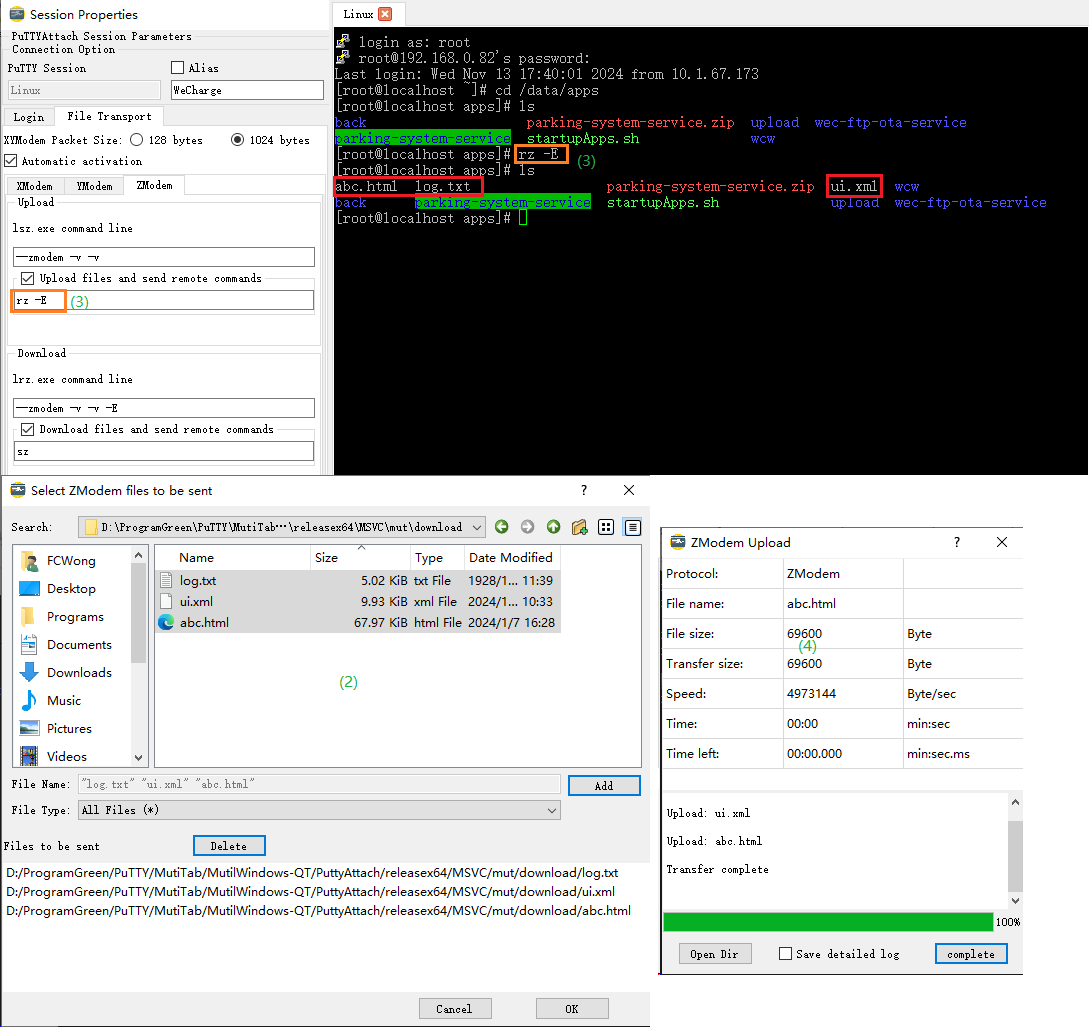 Session Properties
PuTTYAttach Session Parameters
Connection Option
PuTTY Session
Alias
Linux
WeCharge
Login
File Transport
XYModem Packet Size:
128 bytes
1024 bytes
Automatic activation
XModem
YModem
ZModem
Upload
lsz.exe command line
--zmodem -v -v
Upload files and send remote commands
rz -E
(3)
Download
lrz.exe command line
--zmodem -v -v -E
Download files and send remote commands
sz
Linux
login as: root
root@192.168.0.82's password:
Last login: Wed Nov 13 17:40:01 2024 from 10.1.67.173
[root@localhost ~]# cd /data/apps
[root@localhost apps]# ls
back parking-system-service.zip upload wec-ftp-ota-service
parking-system-service startupApps.sh wcw
[root@localhost apps]# rz -E
(3)
[root@localhost apps]# ls
abc.html log.txt parking-system-service.zip ui.xml wcw
back parking-system-service startupApps.sh upload wec-ftp-ota-service
[root@localhost apps]#
Select ZModem files to be sent
?
Search:
D:\ProgramGreen\PuTTY\MutiTab···\releasex64\MSVC\mut\download
FCWong
Desktop
Programs
Documents
Downloads
Music
Pictures
Videos
Name Size Type Date Modified
log.txt 5.02 KiB txt File 1928/1... 11:39
ui.xml 9.93 KiB xml File 2024/1... 10:33
abc.html 67.97 KiB html File 2024/1/7 16:28
(2)
File Name:
"log.txt" "ui.xml" "abc.html"
Add
File Type:
All Files (*)
Files to be sent
Delete
D:/ProgramGreen/PuTTY/MutiTab/MutilWindows-QT/PuttyAttach/releasex64/MSVC/mut/download/log.txt
D:/ProgramGreen/PuTTY/MutiTab/MutilWindows-QT/PuttyAttach/releasex64/MSVC/mut/download/ui.xml
D:/ProgramGreen/PuTTY/MutiTab/MutilWindows-QT/PuttyAttach/releasex64/MSVC/mut/download/abc.html
Cancel
OK
ZModem Upload
?
Protocol: ZModem
File name: abc.html
File size: 69600 Byte
(4)
Transfer size: 69600 Byte
Speed: 4973144 Byte/sec
Time: 00:00 min:sec
Time left: 00:00.000 min:sec.ms
Upload: ui.xml
Upload: abc.html
Transfer complete
100%
Open Dir
Save detailed log
complete